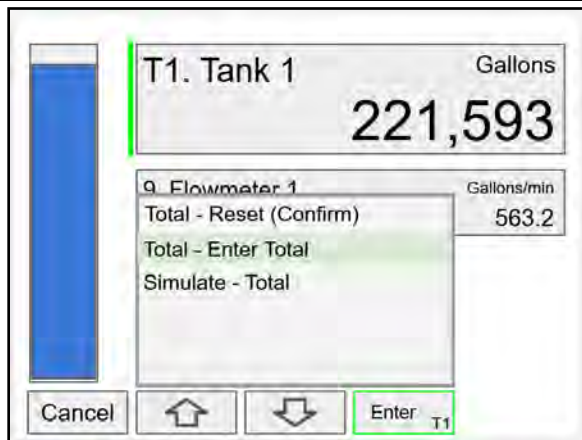 T1. Tank 1
Gallons
221,593
9. Flowmeter 1
Gallons/min
563.2
Total - Reset (Confirm)
Total - Enter Total
Simulate - Total
Cancel
Enter T1